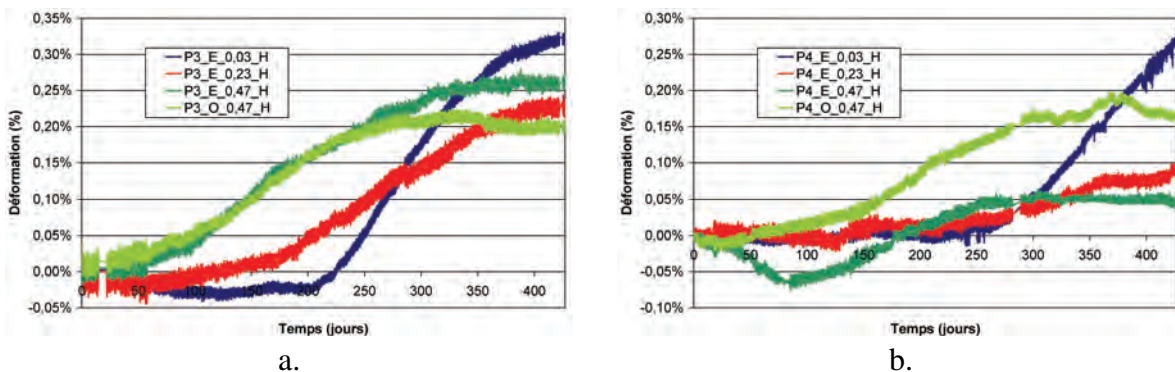 0,35%
0,30%
0,25%
0,20%
0,15%
0,10%
0,05%
0,00%
-0,05%
Déformation (%)
P3_E_0,03_H
P3_E_0,23_H
P3_E_0,47_H
P3_O_0,47_H
0 50 100 150 200 250 300 350 400
Temps (jours)
a.
0,30%
0,25%
0,20%
0,15%
0,10%
0,05%
0,00%
-0,05%
-0,10%
Déformation (%)
P4_E_0,03_H
P4_E_0,23_H
P4_E_0,47_H
P4_O_0,47_H
0 50 100 150 200 250 300 350 400
Temps (jours)
b.